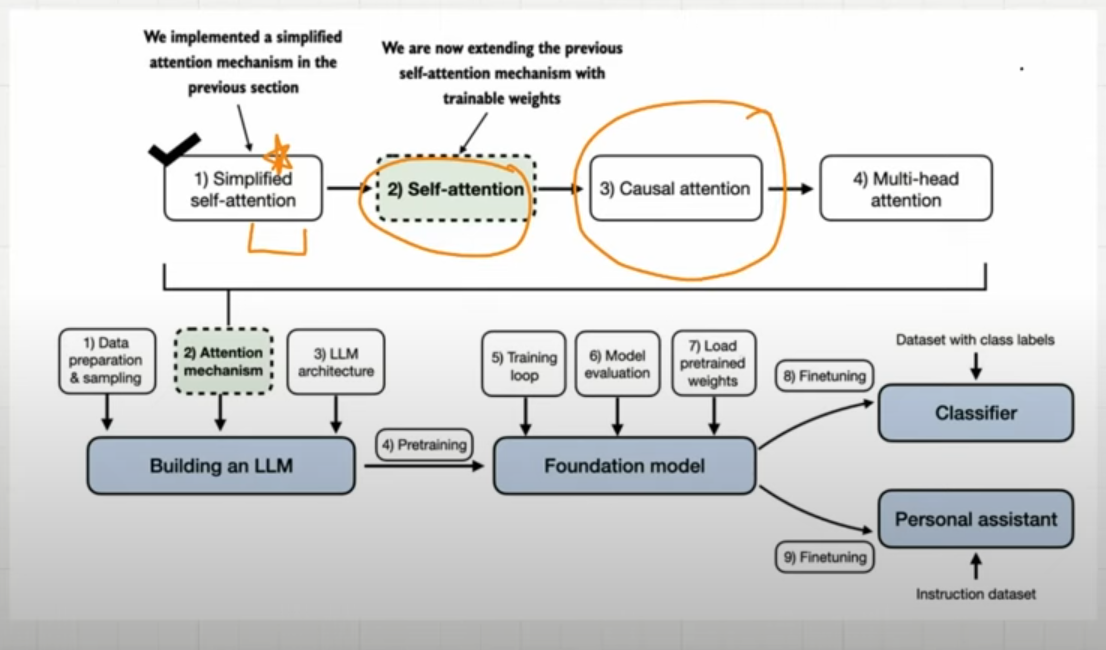 We implemented a simplified
attention mechanism in the
previous section
We are now extending the previous
self-attention mechanism with
trainable weights
1) Simplified
self-attention
2) Self-attention
3) Causal attention
4) Multi-head
attention
1) Data
preparation
& sampling
2) Attention
mechanism
3) LLM
architecture
5) Training
loop
6) Model
evaluation
7) Load
pretrained
weights
8) Finetuning
Dataset with class labels
Classifier
Building an LLM
4) Pretraining
Foundation model
Personal assistant
9) Finetuning
Instruction dataset